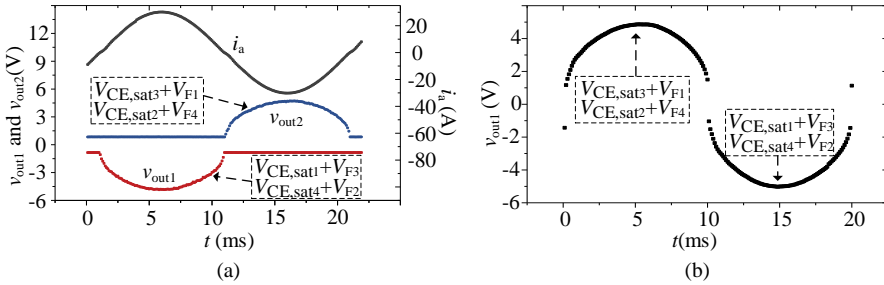 (a)
v_out1 and v_out2(V)
12
9
6
3
0
-3
-6
i_a
V_CE,sat3+V_F1
V_CE,sat2+V_F4
v_out2
v_out1
V_CE,sat1+V_F3
V_CE,sat4+V_F2
20
0
-20
-40
-60
-80
i_a (A)
0
5
10
15
20
t (ms)
(a)
(b)
v_out1 (V)
6
4
2
0
-2
-4
-6
V_CE,sat3+V_F1
V_CE,sat2+V_F4
V_CE,sat1+V_F3
V_CE,sat4+V_F2
0
5
10
15
20
t(ms)
(b)